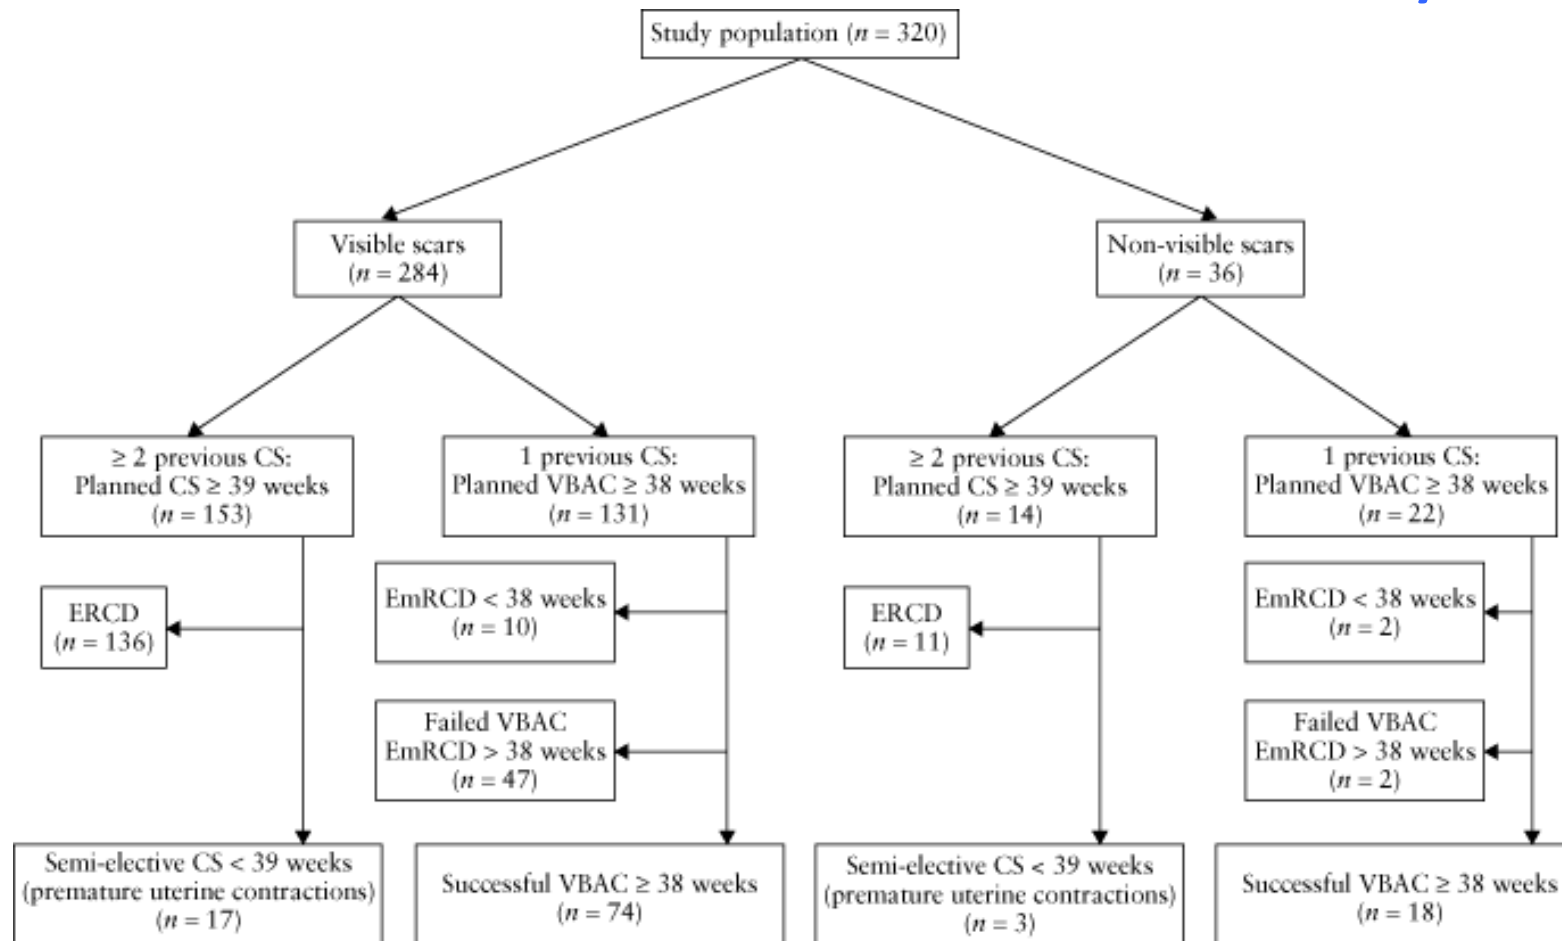 Study population (n = 320)
Visible scars
(n = 284)
Non-visible scars
(n = 36)
≥ 2 previous CS:
Planned CS ≥ 39 weeks
(n = 153)
1 previous CS:
Planned VBAC ≥ 38 weeks
(n = 131)
≥ 2 previous CS:
Planned CS ≥ 39 weeks
(n = 14)
1 previous CS:
Planned VBAC ≥ 38 weeks
(n = 22)
ERCD
(n = 136)
EmRCD < 38 weeks
(n = 10)
ERCD
(n = 11)
EmRCD < 38 weeks
(n = 2)
Failed VBAC
EmRCD > 38 weeks
(n = 47)
Failed VBAC
EmRCD > 38 weeks
(n = 2)
Semi-elective CS < 39 weeks
(premature uterine contractions)
(n = 17)
Successful VBAC ≥ 38 weeks
(n = 74)
Semi-elective CS < 39 weeks
(premature uterine contractions)
(n = 3)
Successful VBAC ≥ 38 weeks
(n = 18)